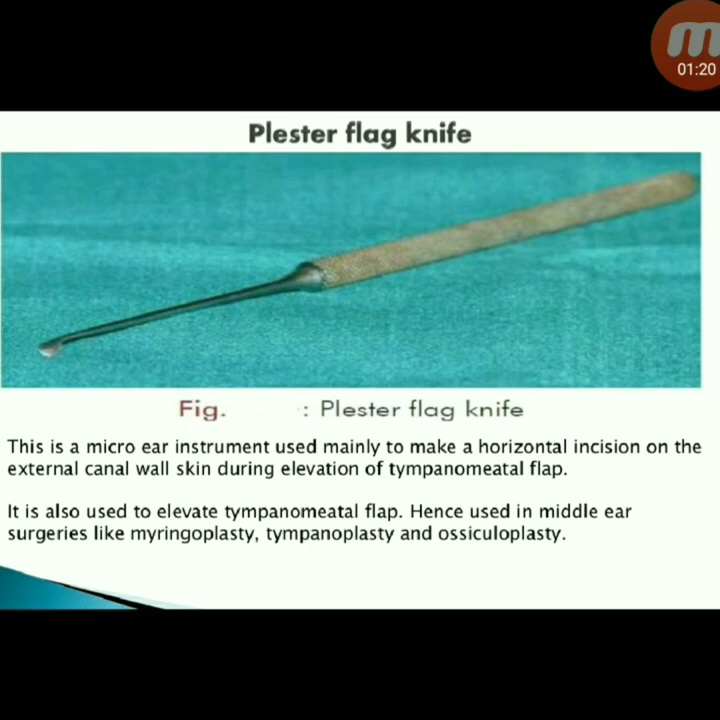 m
01:20
Plester flag knife
Fig. : Plester flag knife
This is a micro ear instrument used mainly to make a horizontal incision on the
external canal wall skin during elevation of tympanomeatal flap.
It is also used to elevate tympanomeatal flap. Hence used in middle ear
surgeries like myringoplasty, tympanoplasty and ossiculoplasty.